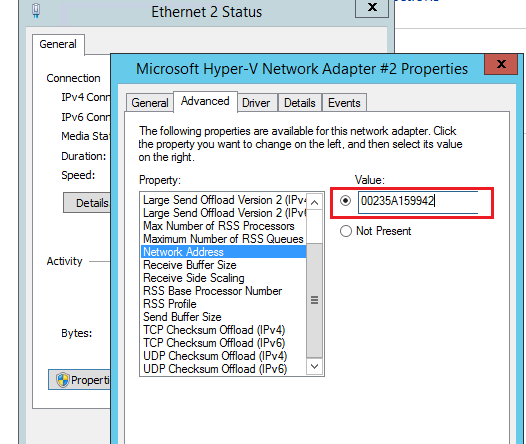 Ethernet 2 Status
x
General
Connection
IPv4 Conn
IPv6 Conn
Media Sta
Duration:
Speed:
Details
Activity
Bytes:
Properti
Microsoft Hyper-V Network Adapter #2 Properties
x
General
Advanced
Driver
Details
Events
The following properties are available for this network adapter. Click
the property you want to change on the left, and then select its value
on the right.
Property:
Value:
Large Send Offload Version 2 (IPv4
Large Send Offload Version 2 (IPv6
Max Number of RSS Processors
Maximum Number of RSS Queues
Network Address
Receive Buffer Size
Receive Side Scaling
RSS Base Processor Number
RSS Profile
Send Buffer Size
TCP Checksum Offload (IPv4)
TCP Checksum Offload (IPv6)
UDP Checksum Offload (IPv4)
UDP Checksum Offload (IPv6)
00235A159942
Not Present